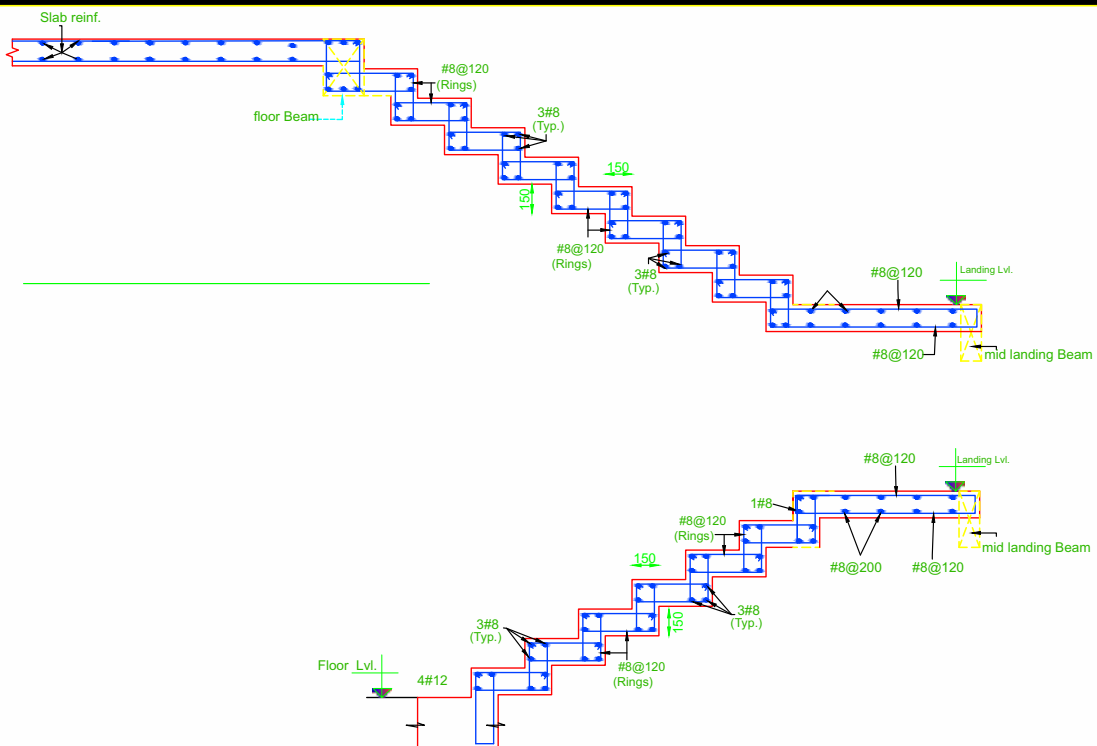 Slab reinf.
#8@120
(Rings)
floor Beam
3#8
(Typ.)
150
150
#8@120
(Rings)
3#8
(Typ.)
#8@120
Landing Lvl.
#8@120
mid landing Beam
#8@120
Landing Lvl.
1#8
#8@120
(Rings)
mid landing Beam
#8@200
#8@120
150
3#8
(Typ.)
150
3#8
(Typ.)
#8@120
(Rings)
Floor Lvl.
4#12